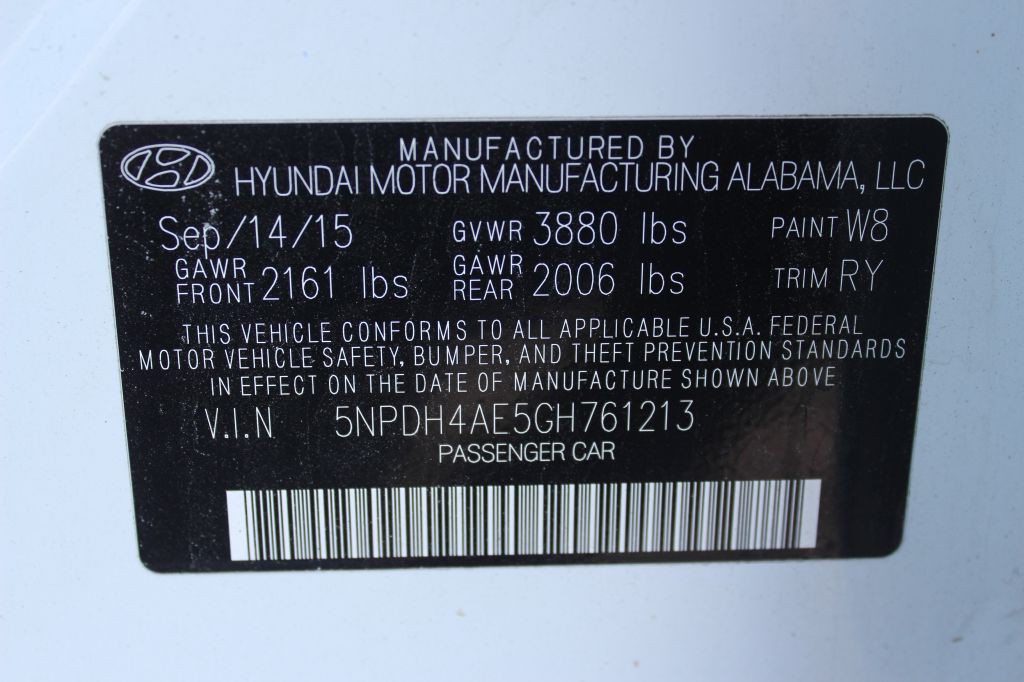 MANUFACTURED BY
HYUNDAI MOTOR MANUFACTURING ALABAMA, LLC
Sep/14/15 GVWR 3880 lbs PAINT W8
GAWR FRONT 2161 lbs GAWR REAR 2006 lbs TRIM RY
THIS VEHICLE CONFORMS TO ALL APPLICABLE U.S.A. FEDERAL
MOTOR VEHICLE SAFETY, BUMPER, AND THEFT PREVENTION STANDARDS
IN EFFECT ON THE DATE OF MANUFACTURE SHOWN ABOVE
V.I.N 5NPDH4AE5GH761213
PASSENGER CAR